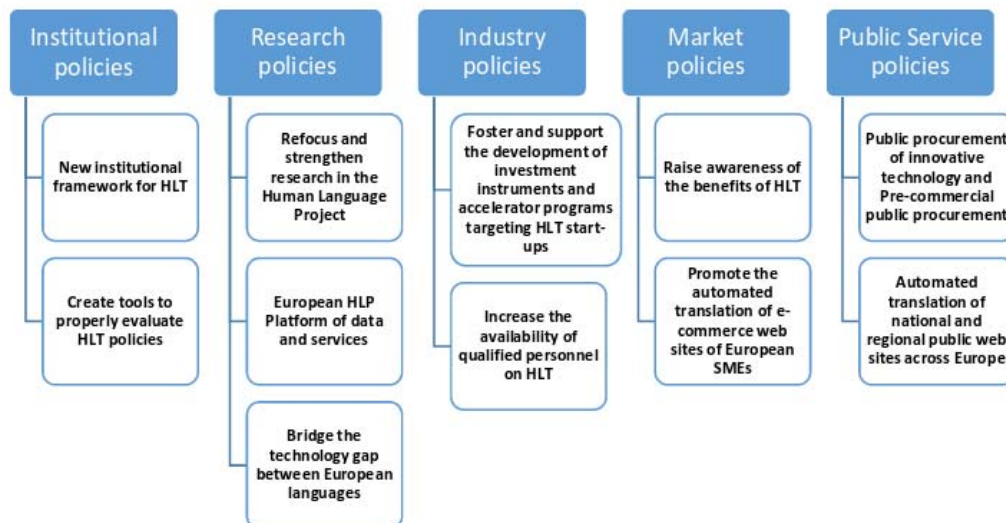 Institutional
policies
New institutional
framework for HLT
Create tools to
properly evaluate
HLT policies
Research
policies
Refocus and
strengthen
research in the
Human Language
Project
European HLP
Platform of data
and services
Bridge the
technology gap
between European
languages
Industry
policies
Foster and support
the development of
investment
instruments and
accelerator programs
targeting HLT start-
ups
Increase the
availability of
qualified personnel
on HLT
Market
policies
Raise awareness of
the benefits of HLT
Promote the
automated
translation of e-
commerce web
sites of European
SMEs
Public Service
policies
Public procurement
of innovative
technology and
Pre-commercial
public procurement
Automated
translation of
national and
regional public web
sites across Europe